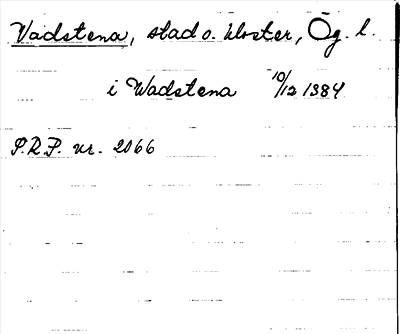 Vadstena, stad o. kloster, Ög. l.
i Wadstena 10/12 1384
P.R.P. nr. 2066